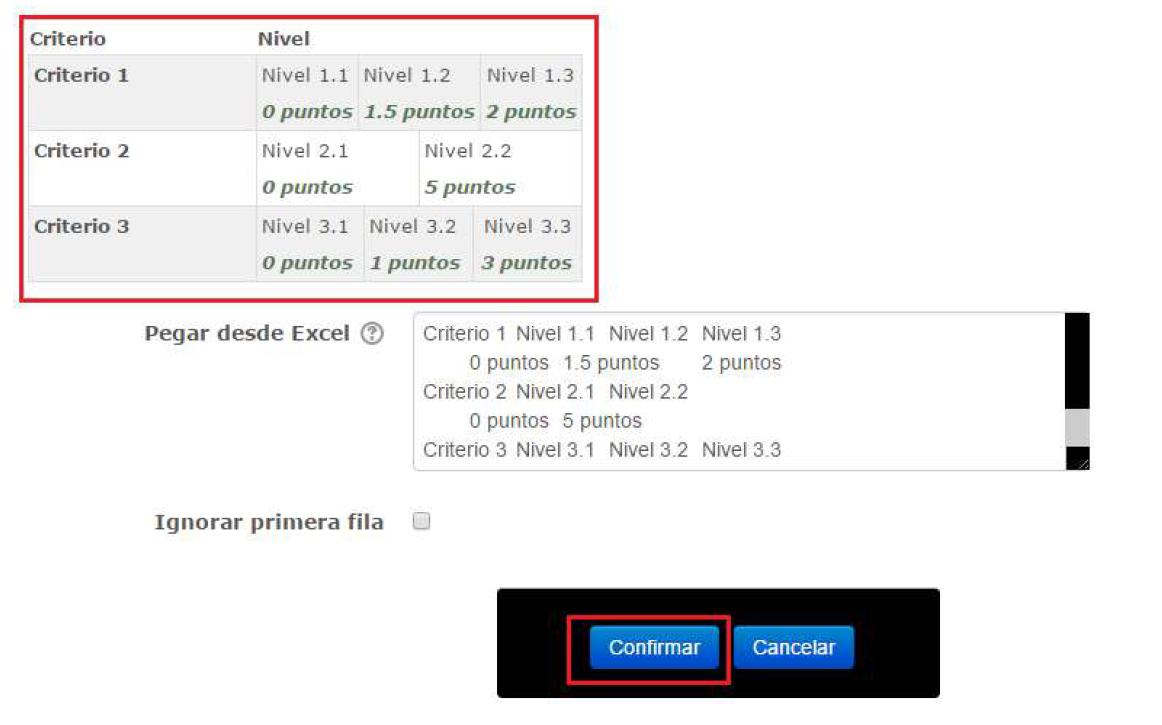 Criterio Nivel
Criterio 1 Nivel 1.1 Nivel 1.2 Nivel 1.3
0 puntos 1.5 puntos 2 puntos
Criterio 2 Nivel 2.1 Nivel 2.2
0 puntos 5 puntos
Criterio 3 Nivel 3.1 Nivel 3.2 Nivel 3.3
0 puntos 1 puntos 3 puntos
Pegar desde Excel ?
Criterio 1 Nivel 1.1 Nivel 1.2 Nivel 1.3
0 puntos 1.5 puntos 2 puntos
Criterio 2 Nivel 2.1 Nivel 2.2
0 puntos 5 puntos
Criterio 3 Nivel 3.1 Nivel 3.2 Nivel 3.3
Ignorar primera fila
Confirmar Cancelar